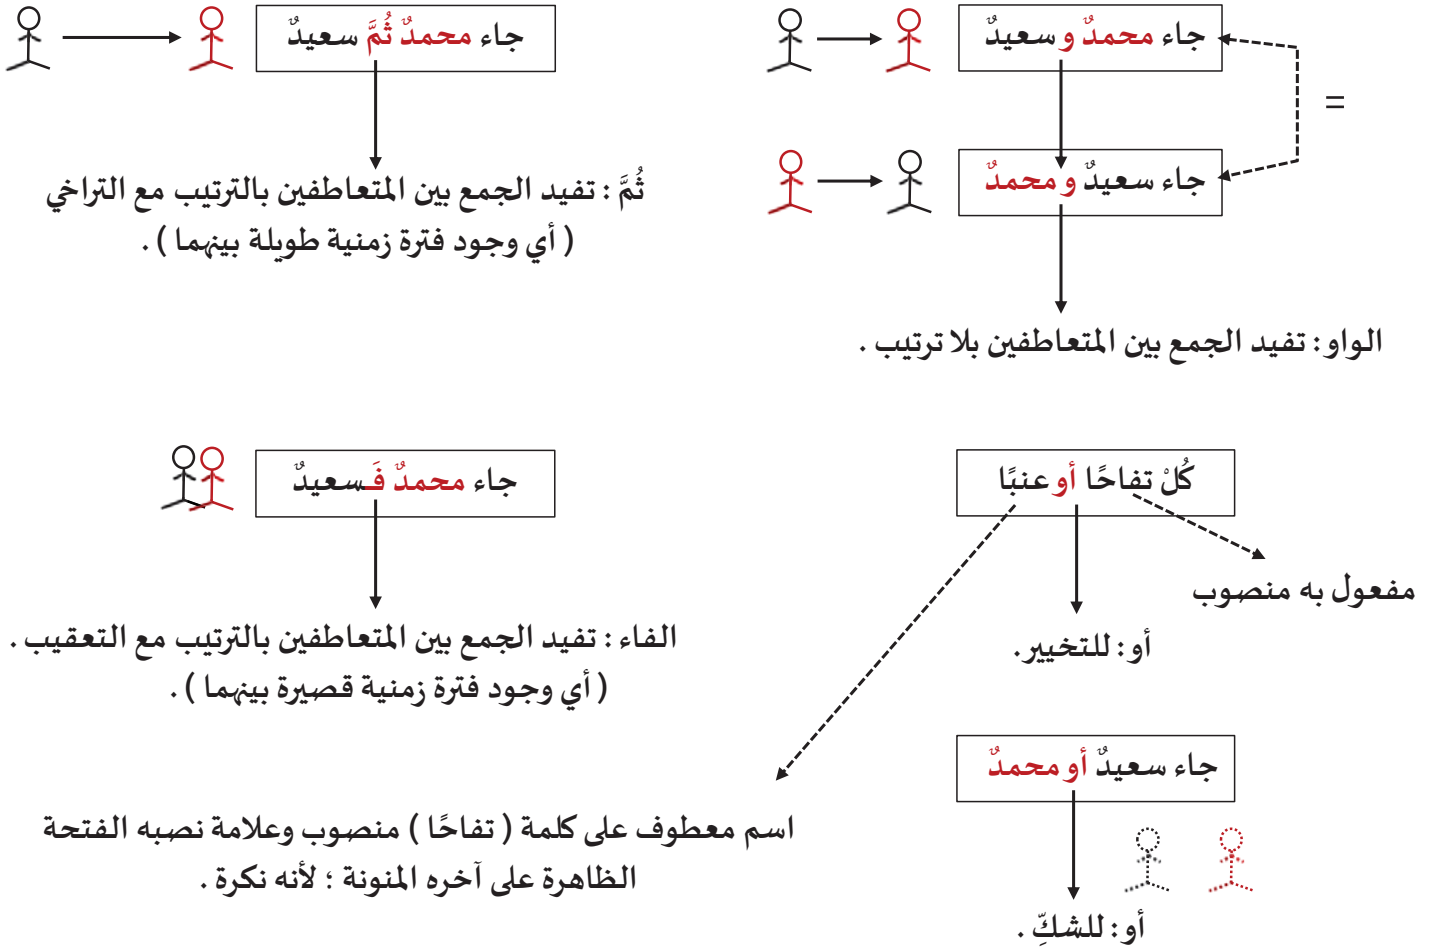 جاء محمدٌ وسعيدٌ
=
جاء سعيدٌ ومحمدٌ
الواو: تفيد الجمع بين المتعاطفين بلا ترتيب .
جاء محمدٌ ثُمَّ سعيدٌ
ثُمَّ : تفيد الجمع بين المتعاطفين بالترتيب مع التراخي
( أي وجود فترة زمنية طويلة بينهما ) .
كُلْ تفاحًا أو عنبًا
مفعول به منصوب
أو: للتخيير.
جاء محمدٌ فَـسعيدٌ
الفاء : تفيد الجمع بين المتعاطفين بالترتيب مع التعقيب .
( أي وجود فترة زمنية قصيرة بينهما ) .
جاء سعيدٌ أو محمدٌ
أو: للشكِّ .
اسم معطوف على كلمة ( تفاحًا ) منصوب وعلامة نصبه الفتحة
الظاهرة على آخره المنونة ؛ لأنه نكرة .